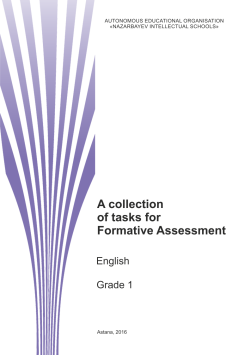 AUTONOMOUS EDUCATIONAL ORGANISATION
«NAZARBAYEV INTELLECTUAL SCHOOLS»
A collection
of tasks for
Formative Assessment
English
Grade 1
Astana, 2016